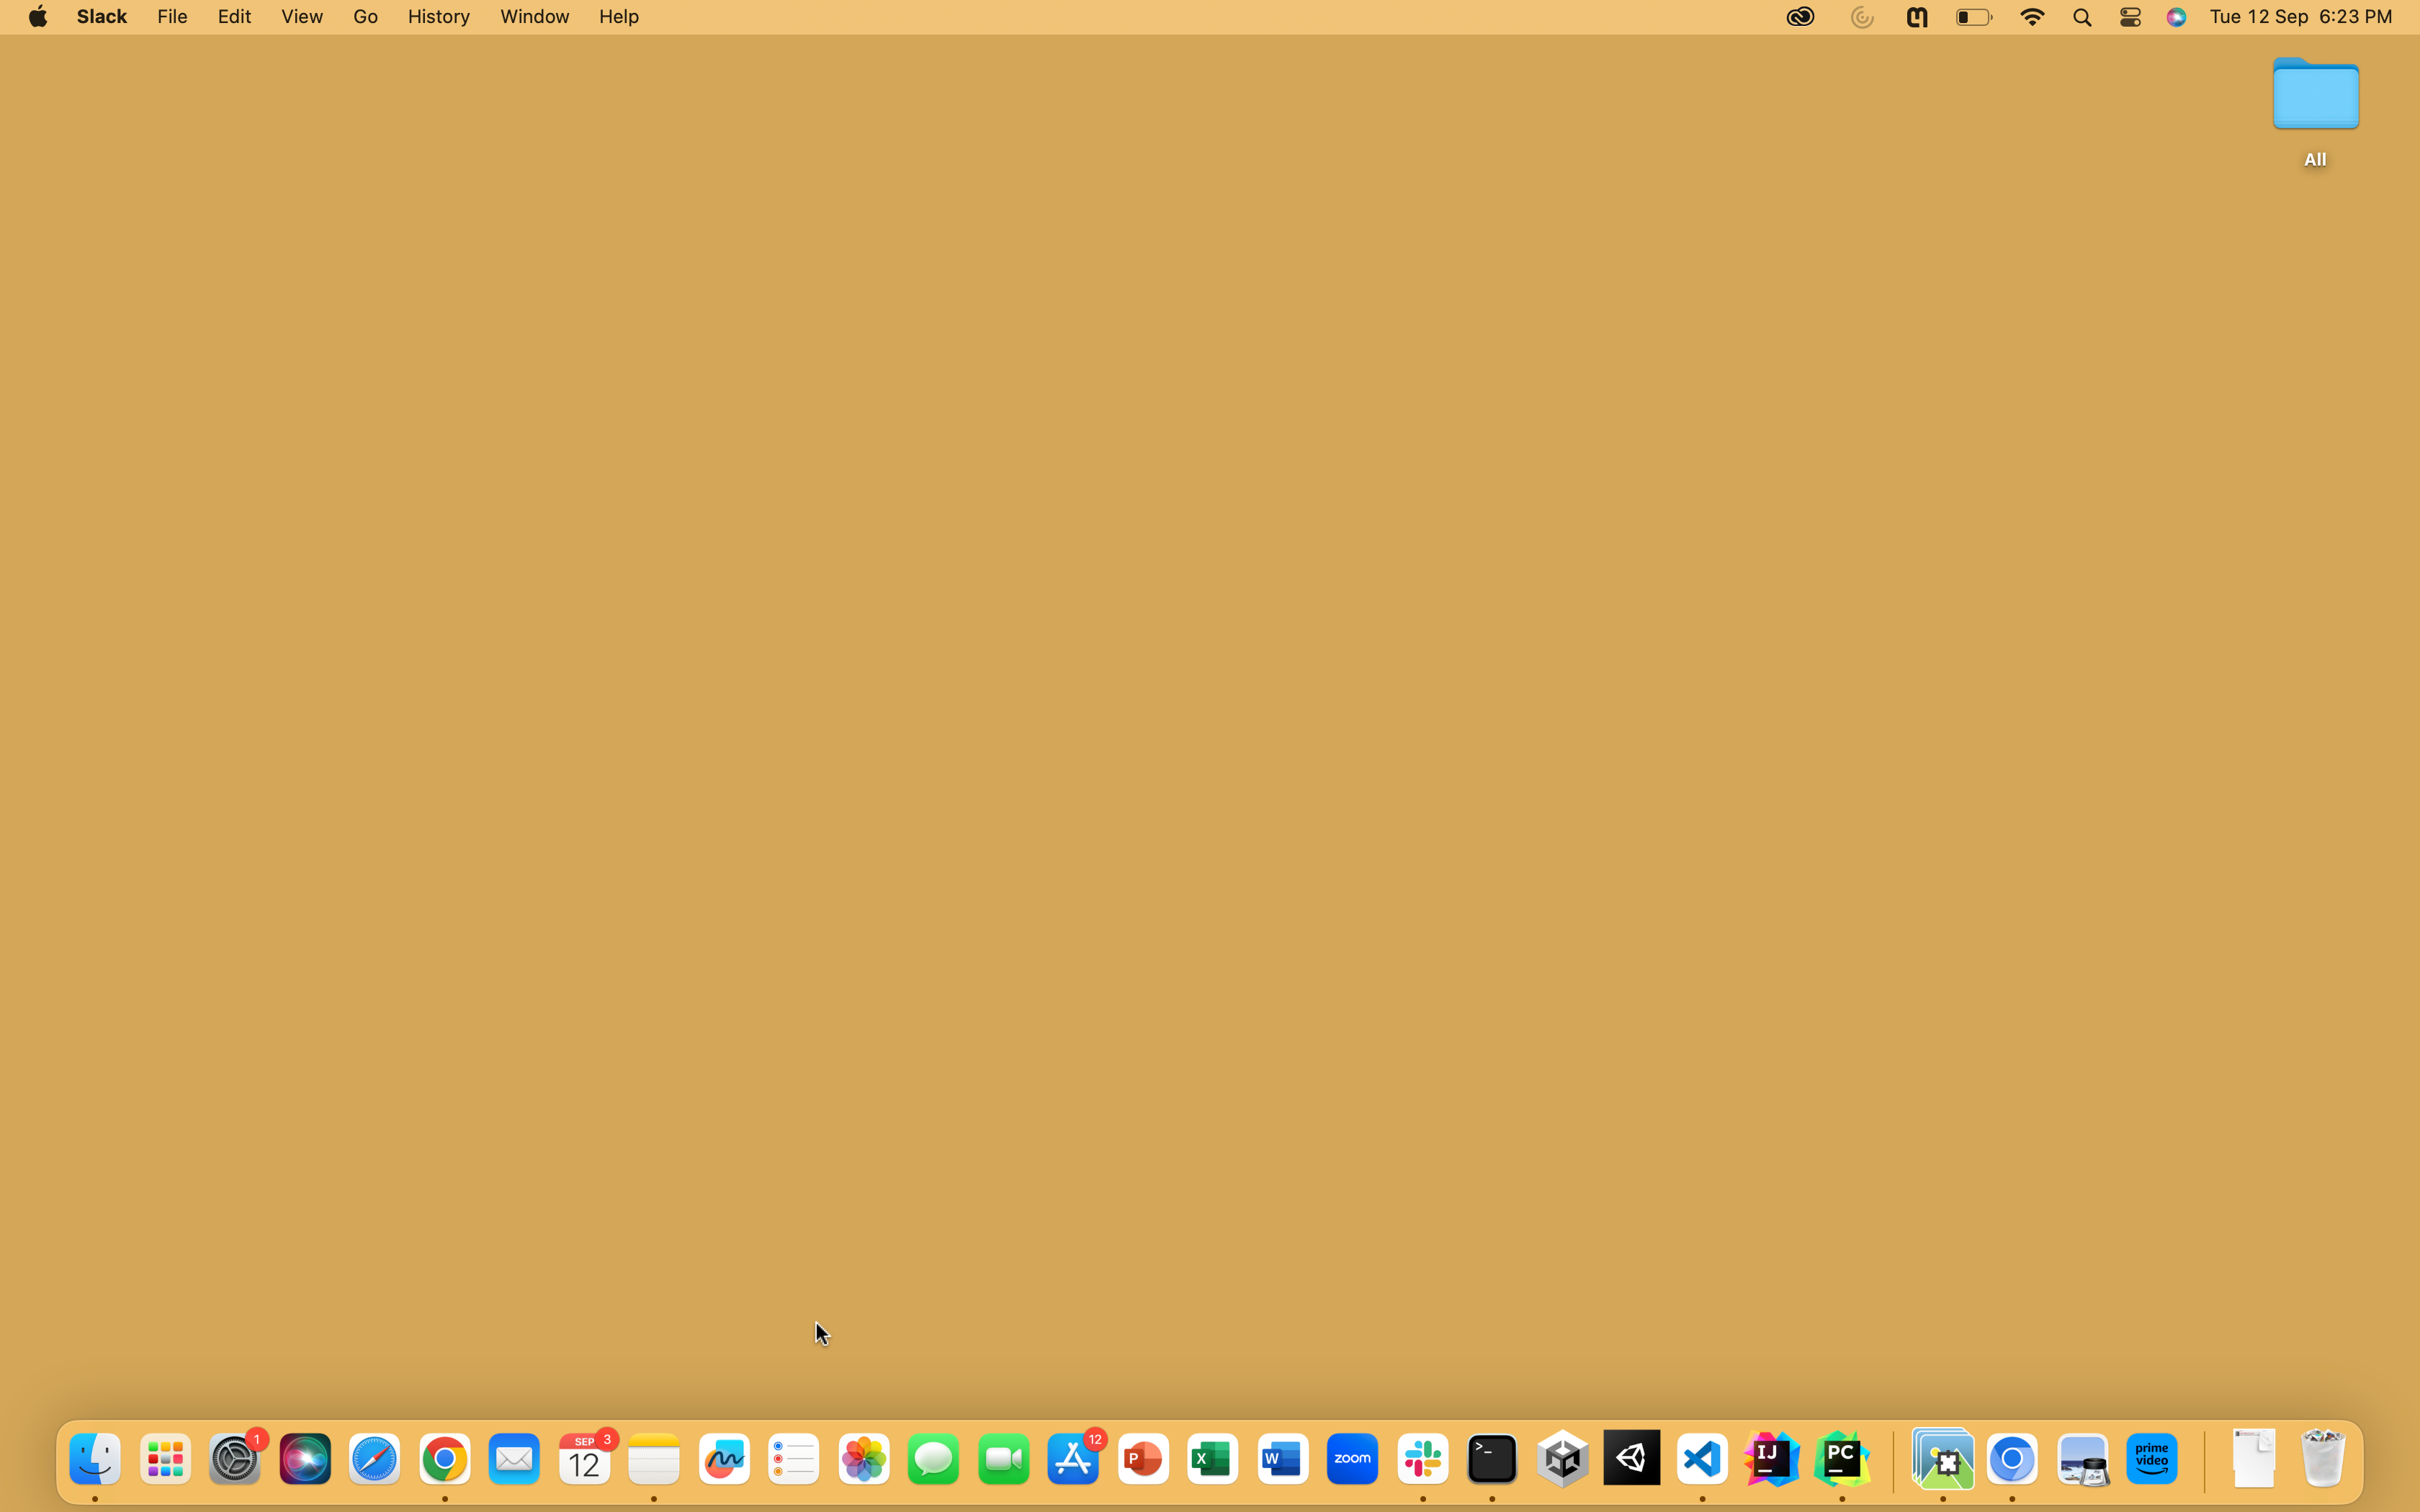 Slack File Edit View Go History Window Help Tue 12 Sep 6:23 PM
All
1
SEP 3
12
12
P
X
W
zoom
>_
IJ
PC
prime
video